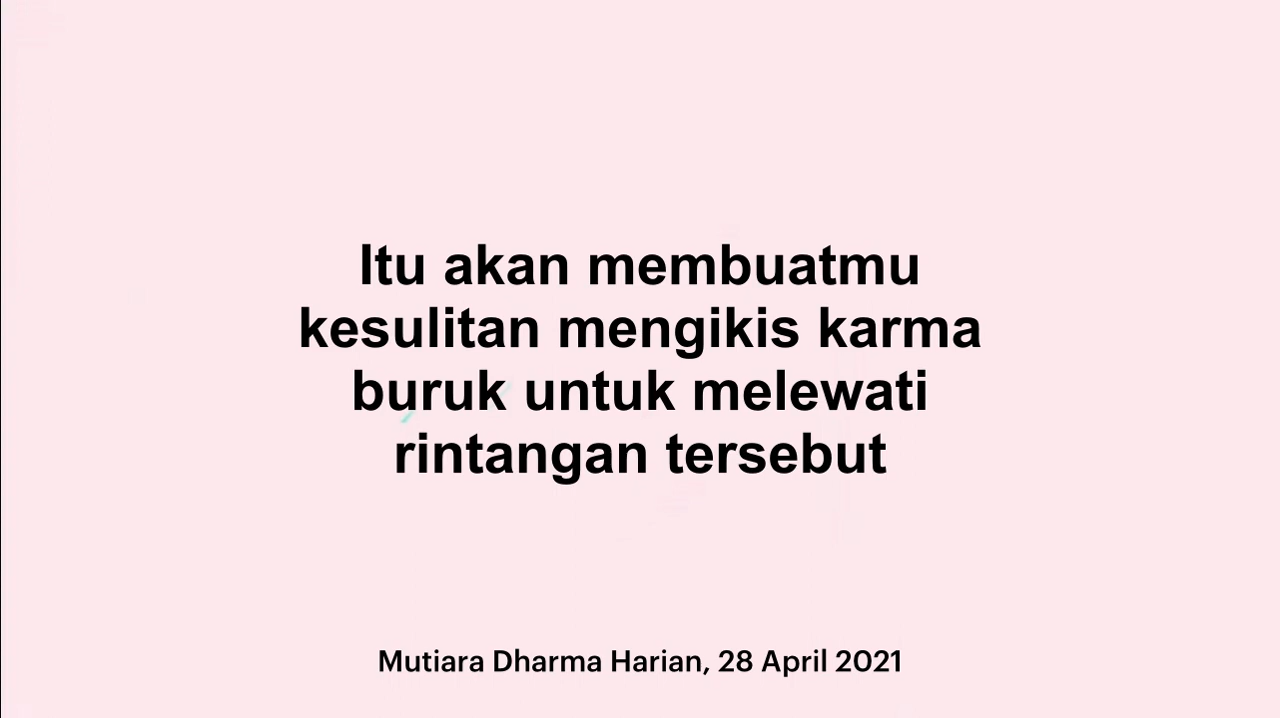 Itu akan membuatmu
kesulitan mengikis karma
buruk untuk melewati
rintangan tersebut
Mutiara Dharma Harian, 28 April 2021